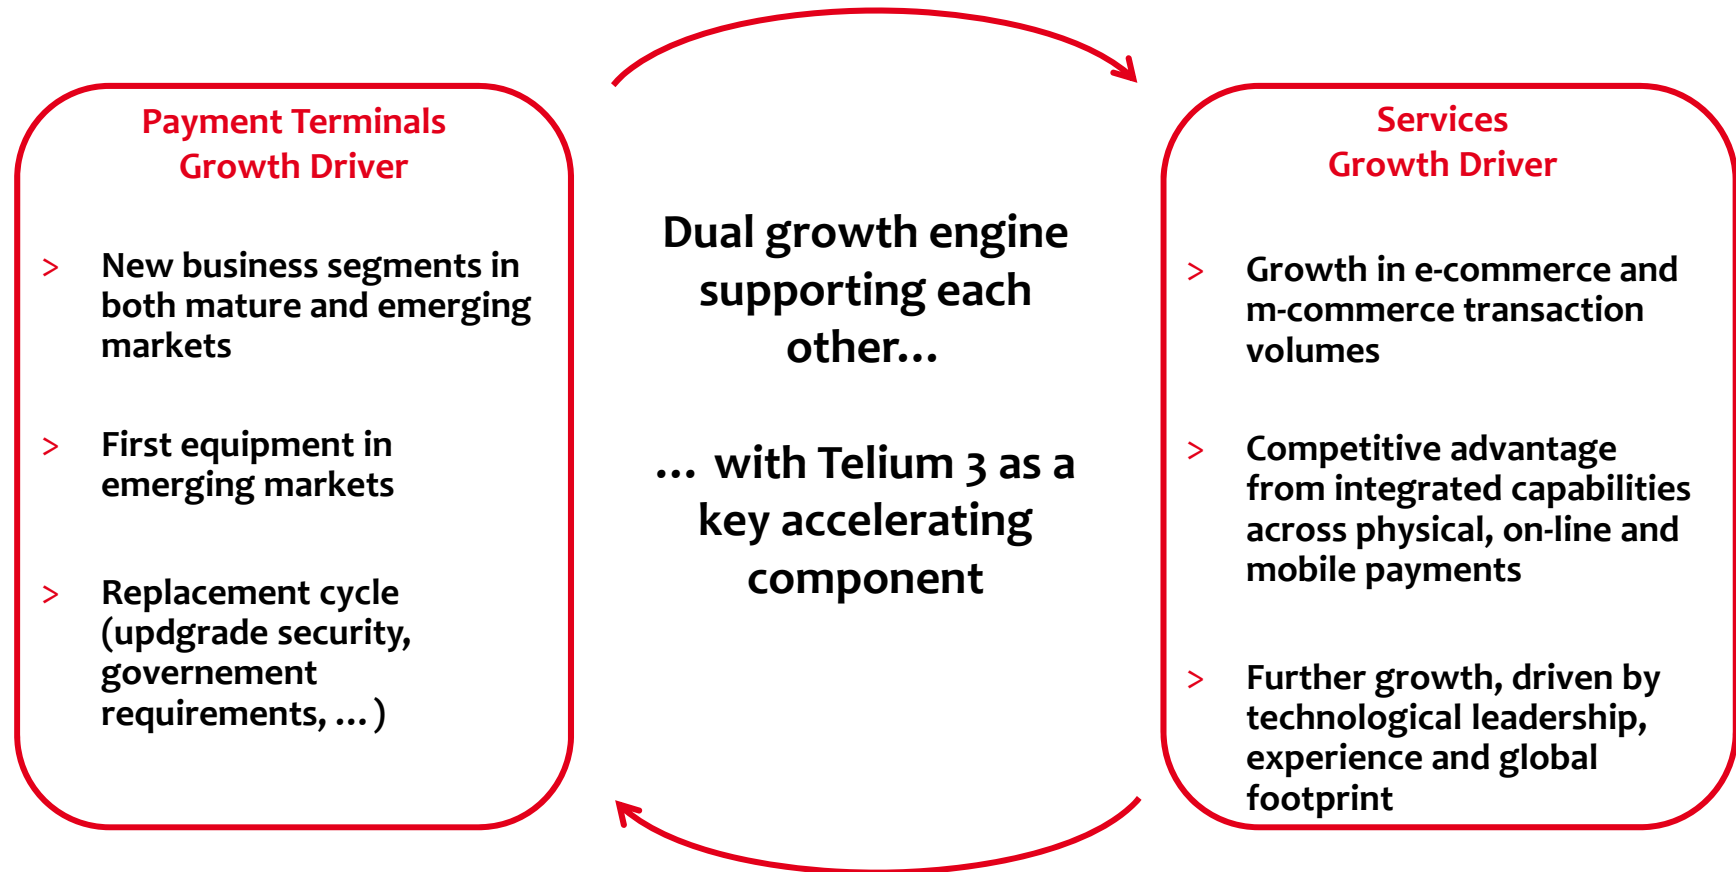 Payment Terminals
Growth Driver
> New business segments in
both mature and emerging
markets
> First equipment in
emerging markets
> Replacement cycle
(updgrade security,
governement
requirements, ... )
Dual growth engine
supporting each
other...
... with Telium 3 as a
key accelerating
component
Services
Growth Driver
> Growth in e-commerce and
m-commerce transaction
volumes
> Competitive advantage
from integrated capabilities
across physical, on-line and
mobile payments
> Further growth, driven by
technological leadership,
experience and global
footprint